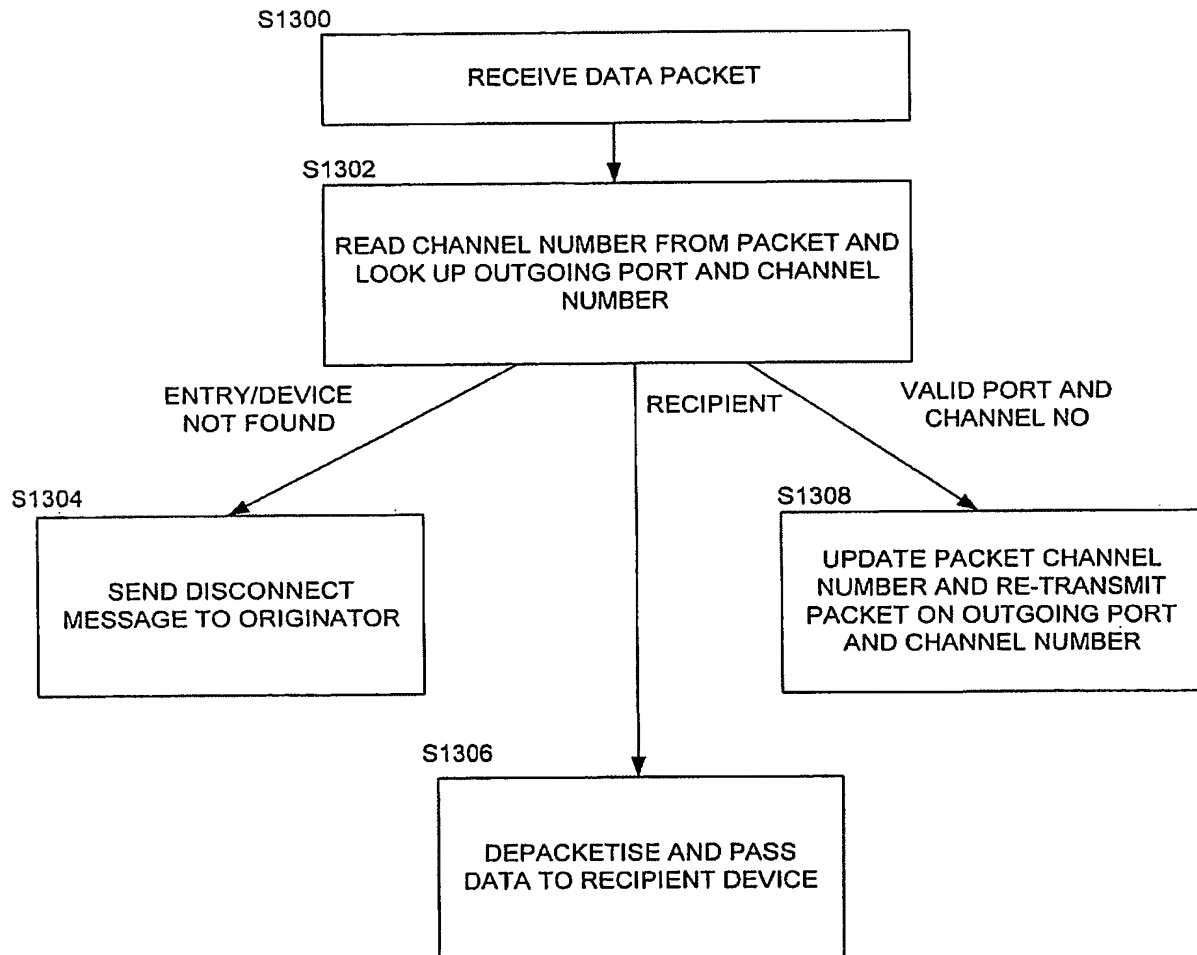 S1300
RECEIVE DATA PACKET
S1302
READ CHANNEL NUMBER FROM PACKET AND
LOOK UP OUTGOING PORT AND CHANNEL
NUMBER
ENTRY/DEVICE
NOT FOUND
RECIPIENT
VALID PORT AND
CHANNEL NO
S1304
SEND DISCONNECT
MESSAGE TO ORIGINATOR
S1308
UPDATE PACKET CHANNEL
NUMBER AND RE-TRANSMIT
PACKET ON OUTGOING PORT
AND CHANNEL NUMBER
S1306
DEPACKETISE AND PASS
DATA TO RECIPIENT DEVICE